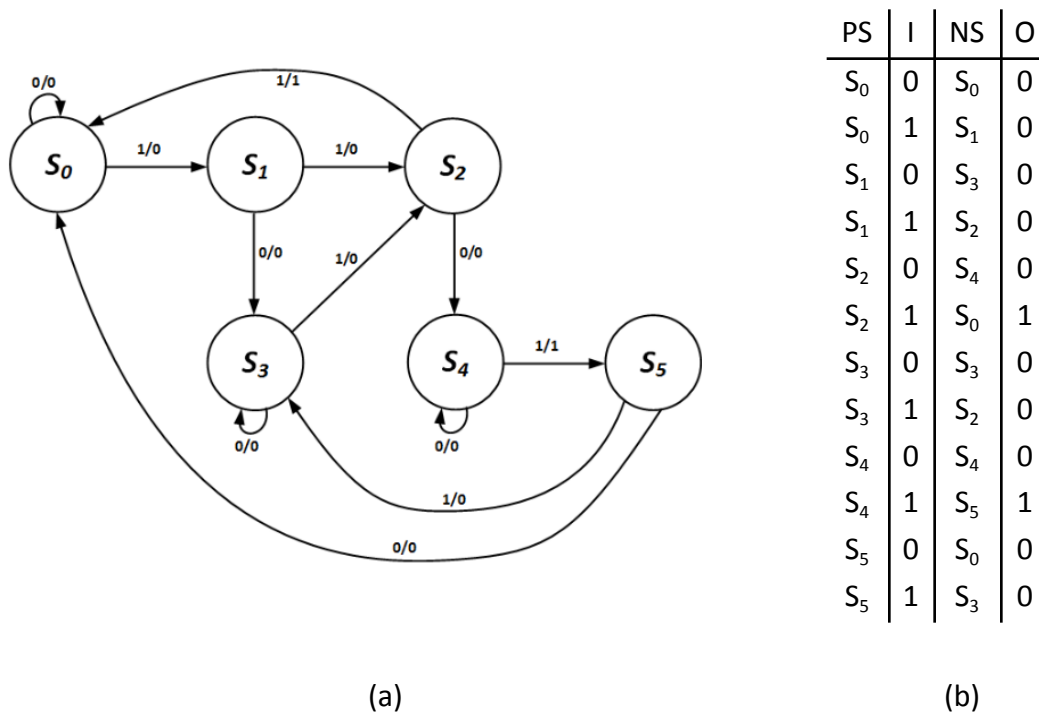 0/0
1/1
S0
1/0
S1
1/0
S2
0/0
1/0
0/0
S3
1/1
S4
S5
0/0
0/0
1/0
0/0
(a)
PS I NS O
S0 0 S0 0
S0 1 S1 0
S1 0 S3 0
S1 1 S2 0
S2 0 S4 0
S2 1 S0 1
S3 0 S3 0
S3 1 S2 0
S4 0 S4 0
S4 1 S5 1
S5 0 S0 0
S5 1 S3 0
(b)